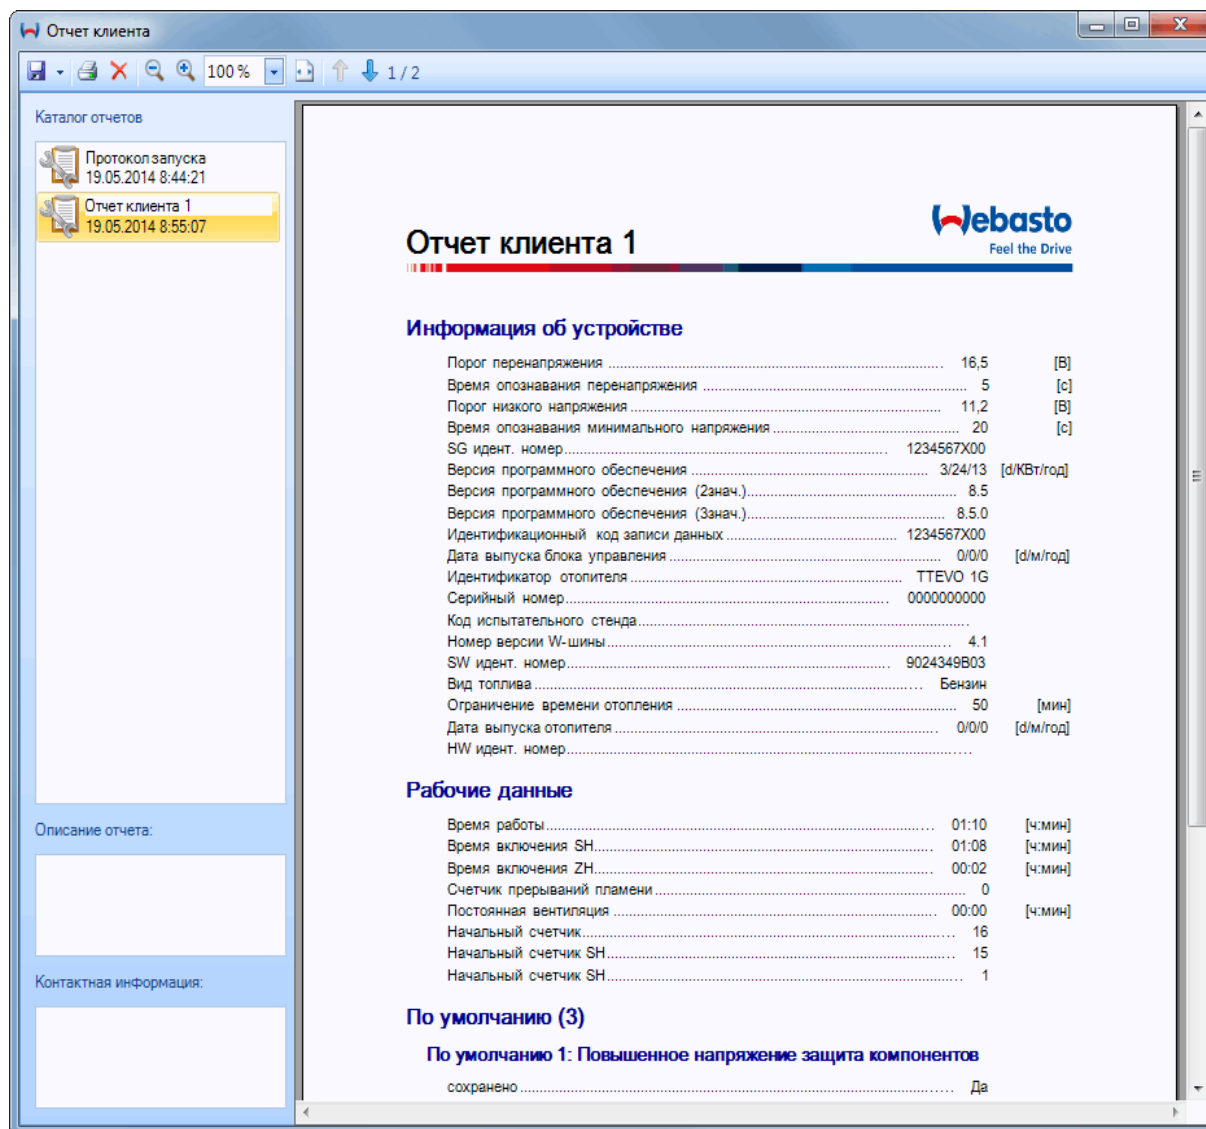 Отчет клиента
100 %
1 / 2
Каталог отчетов
Протокол запуска
19.05.2014 8:44:21
Отчет клиента 1
19.05.2014 8:55:07
Описание отчета:
Контактная информация:
Webasto
Feel the Drive
Отчет клиента 1
Информация об устройстве
Порог перенапряжения 16,5 [В]
Время опознавания перенапряжения 5 [с]
Порог низкого напряжения 11,2 [В]
Время опознавания минимального напряжения 20 [с]
SG идент. номер 1234567X00
Версия программного обеспечения 3/24/13 [d/КВт/год]
Версия программного обеспечения (2знач.) 8.5
Версия программного обеспечения (3знач.) 8.5.0
Идентификационный код записи данных 1234567X00
Дата выпуска блока управления 0/0/0 [d/м/год]
Идентификатор отопителя TTEVO 1G
Серийный номер 0000000000
Код испытательного стенда
Номер версии W-шины 4.1
SW идент. номер 9024349B03
Вид топлива Бензин
Ограничение времени отопления 50 [мин]
Дата выпуска отопителя 0/0/0 [d/м/год]
HW идент. номер
Рабочие данные
Время работы 01:10 [ч:мин]
Время включения SH 01:08 [ч:мин]
Время включения ZH 00:02 [ч:мин]
Счетчик прерываний пламени 0
Постоянная вентиляция 00:00 [ч:мин]
Начальный счетчик 16
Начальный счетчик SH 15
Начальный счетчик SH 1
По умолчанию (3)
По умолчанию 1: Повышенное напряжение защита компонентов
сохранено Да